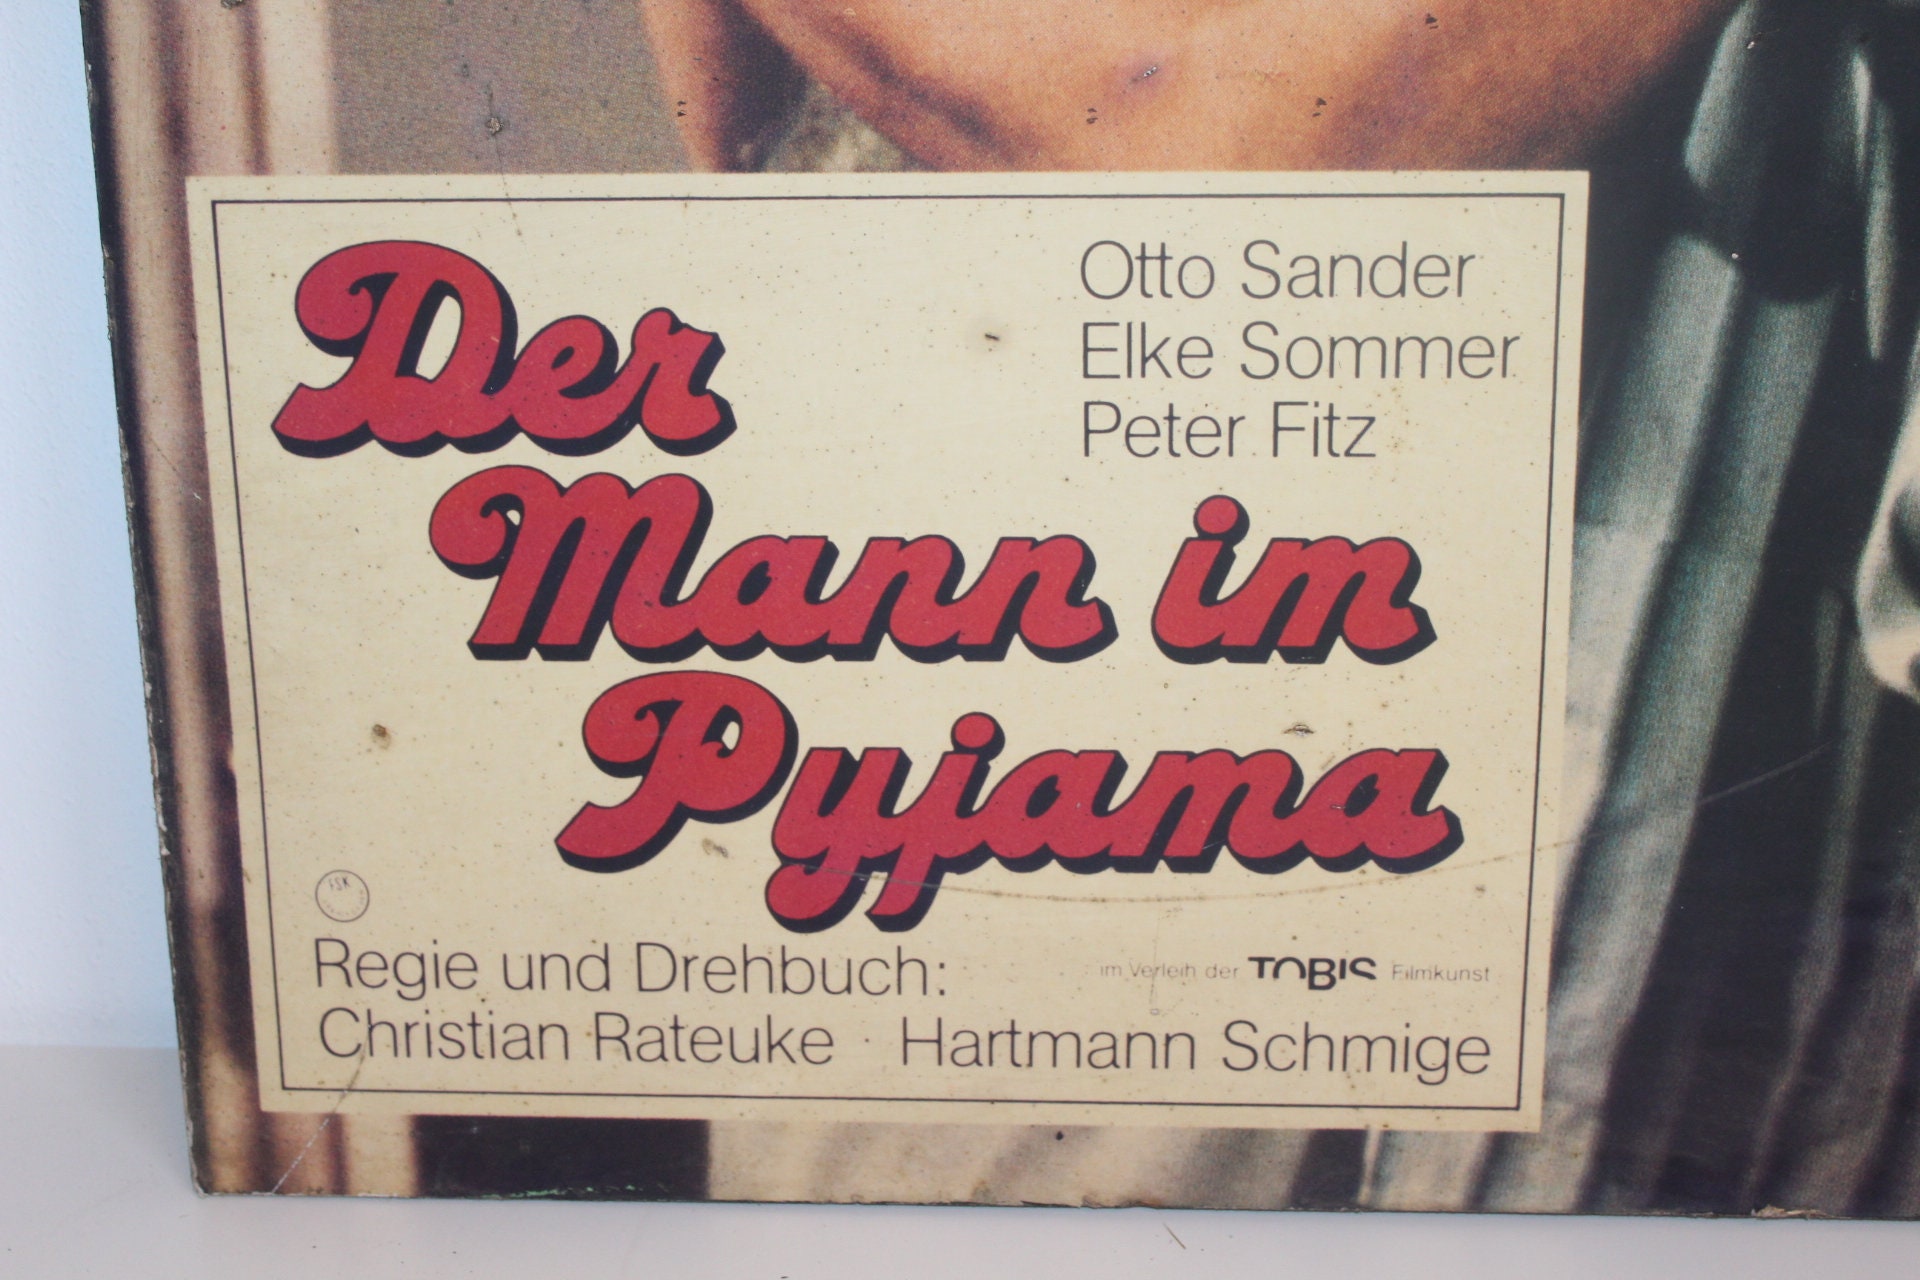 Der
Mann im
Pyjama
Otto Sander
Elke Sommer
Peter Fitz
FSK
Regie und Drehbuch:
im Verleih der TOBIS Filmkunst
Christian Rateuke · Hartmann Schmige